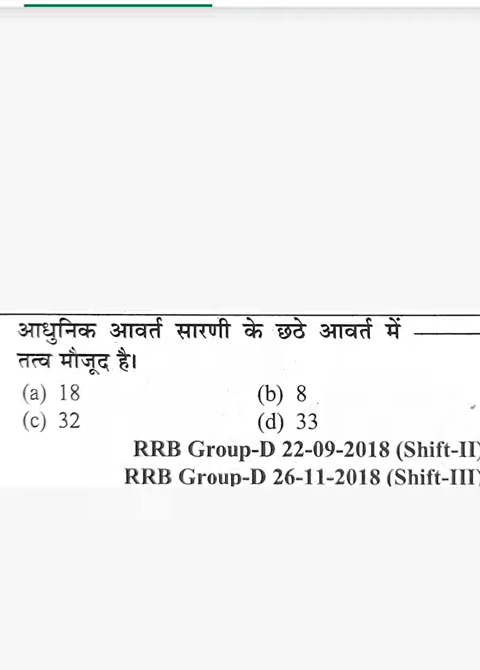 आधुनिक आवर्त सारणी के छठे आवर्त में ————
तत्व मौजूद है।
(a) 18 (b) 8
(c) 32 (d) 33
RRB Group-D 22-09-2018 (Shift-II)
RRB Group-D 26-11-2018 (Shift-III)